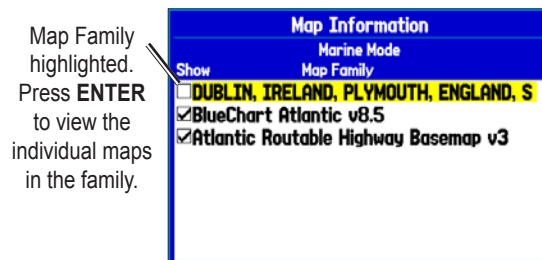 Map Family
highlighted.
Press ENTER
to view the
individual maps
in the family.
Map Information
Marine Mode
Show Map Family
DUBLIN, IRELAND, PLYMOUTH, ENGLAND, S
BlueChart Atlantic v8.5
Atlantic Routable Highway Basemap v3